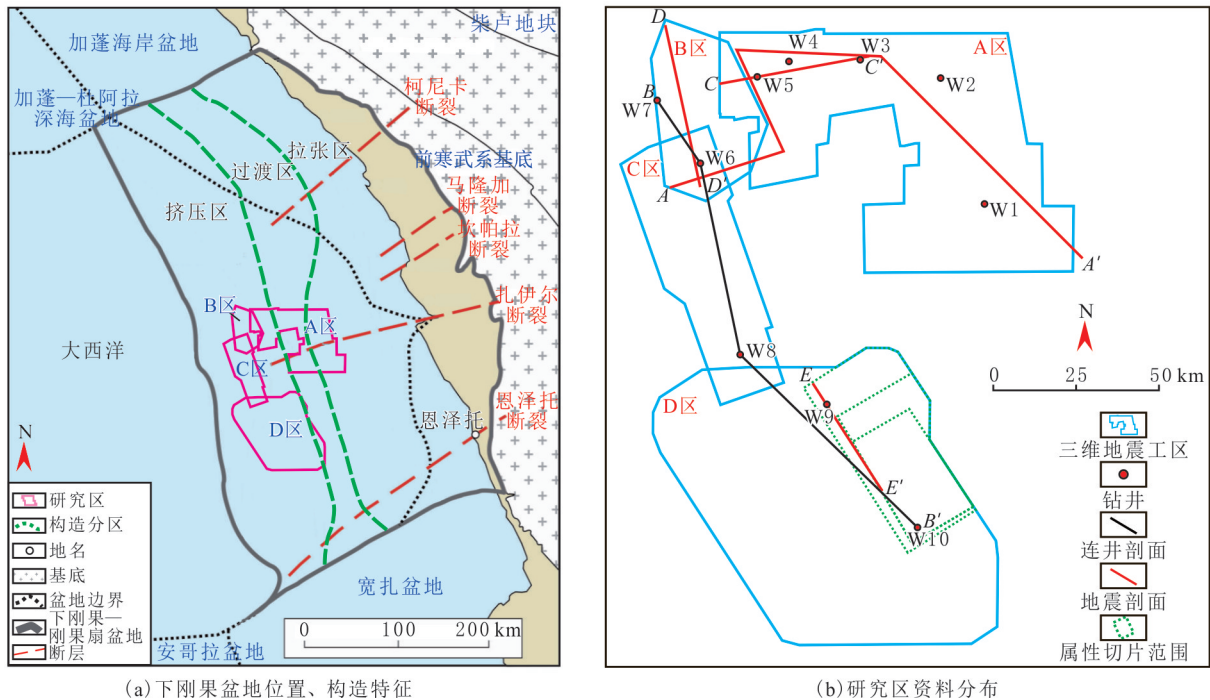 柴卢地块
加蓬海岸盆地
加蓬—杜阿拉
深海盆地
柯尼卡
断裂
拉张区
过渡区
挤压区
前寒武系基底
马隆加
断裂
坎帕拉
断裂
扎伊尔
断裂
B区
A区
C区
D区
大西洋
恩泽托
恩泽托
断裂
N
宽扎盆地
安哥拉盆地
研究区
构造分区
地名
基底
盆地边界
下刚果—
刚果扇盆地
断层
0 100 200 km
(a)下刚果盆地位置、构造特征
D
B区
W4
W3
A区
C
W5
C′
W2
B
W7
C区
W6
A
D′
W1
A′
N
W8
0 25 50 km
D区
E
W9
E′
B′
W10
三维地震工区
钻井
连井剖面
地震剖面
属性切片范围
(b)研究区资料分布